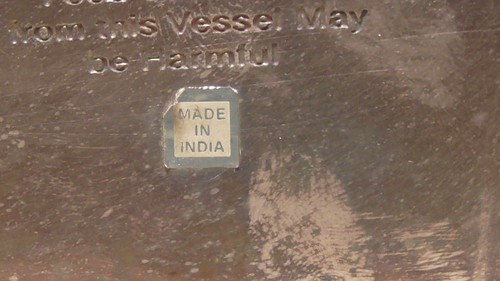 from this Vessel May
be Harmful
MADE
IN
INDIA